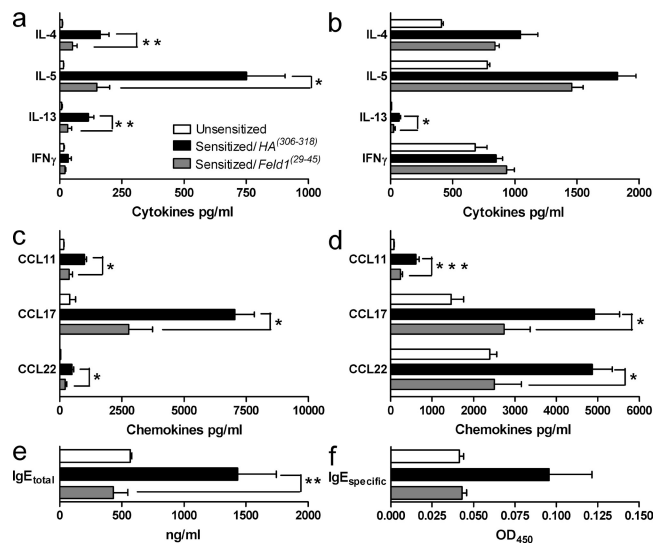 a
IL-4
* *
IL-5
*
IL-13
* *
IFNγ
Unsensitized
Sensitized/HA(306-318)
Sensitized/Feld1(29-45)
0 250 500 750 1000
Cytokines pg/ml
b
IL-4
IL-5
IL-13
*
IFNγ
0 500 1000 1500 2000
Cytokines pg/ml
c
CCL11
*
CCL17
*
CCL22
*
0 2500 5000 7500 10000
Chemokines pg/ml
d
CCL11
* * *
CCL17
*
CCL22
*
0 1000 2000 3000 4000 5000 6000
Chemokines pg/ml
e
IgEtotal
**
0 500 1000 1500 2000
ng/ml
f
IgEspecific
0.000 0.025 0.050 0.075 0.100 0.125 0.150
OD450